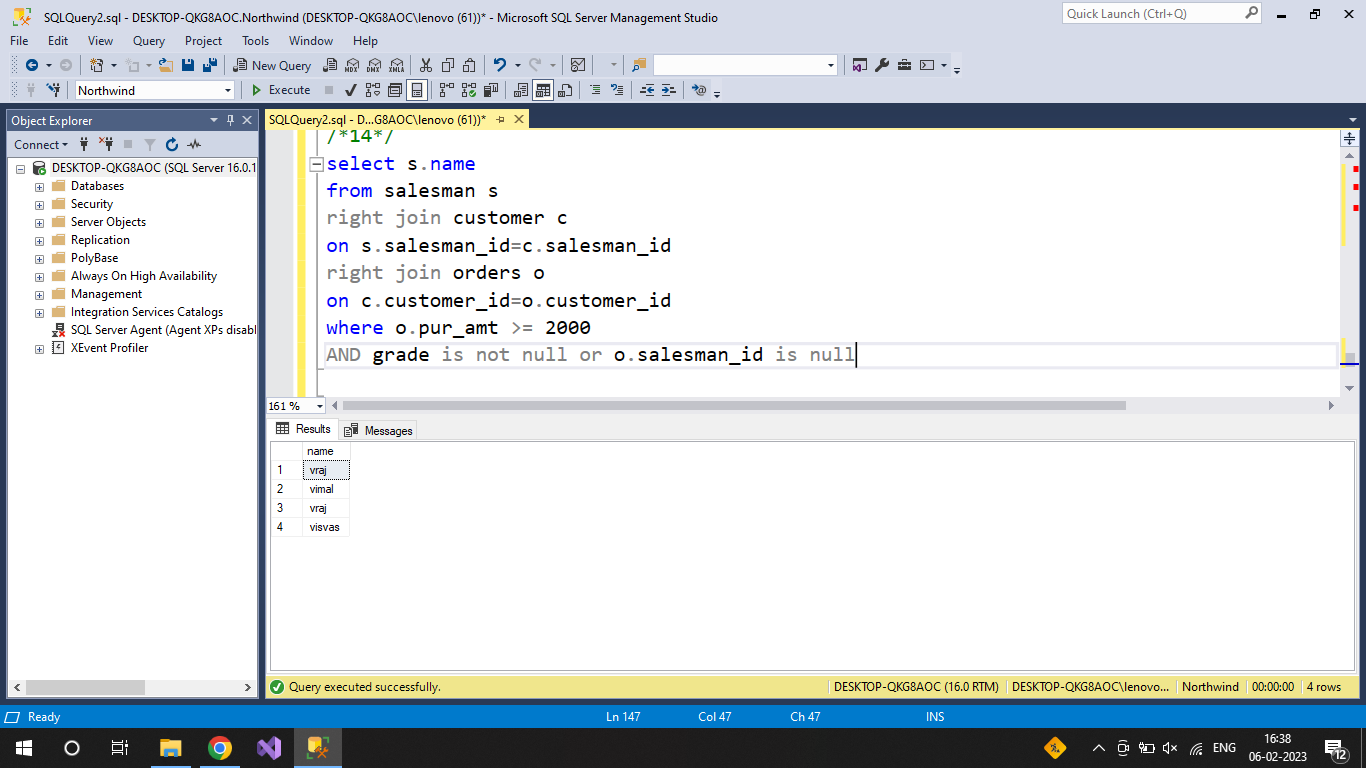 SQLQuery2.sql - DESKTOP-QKG8AOC.Northwind (DESKTOP-QKG8AOC\lenovo (61))* - Microsoft SQL Server Management Studio
Quick Launch (Ctrl+Q)
File Edit View Query Project Tools Window Help
New Query MDX DMX XMLA
Northwind Execute
Object Explorer
SQLQuery2.sql - D...G8AOC\lenovo (61))*
Connect
DESKTOP-QKG8AOC (SQL Server 16.0.1
Databases
Security
Server Objects
Replication
PolyBase
Always On High Availability
Management
Integration Services Catalogs
SQL Server Agent (Agent XPs disabl
XEvent Profiler
/*14*/
select s.name
from salesman s
right join customer c
on s.salesman_id=c.salesman_id
right join orders o
on c.customer_id=o.customer_id
where o.pur_amt >= 2000
AND grade is not null or o.salesman_id is null
161 %
Results Messages
name
1 vraj
2 vimal
3 vraj
4 visvas
Query executed successfully.
DESKTOP-QKG8AOC (16.0 RTM) DESKTOP-QKG8AOC\lenovo... Northwind 00:00:00 4 rows
Ready Ln 147 Col 47 Ch 47 INS
ENG
16:38
06-02-2023
12